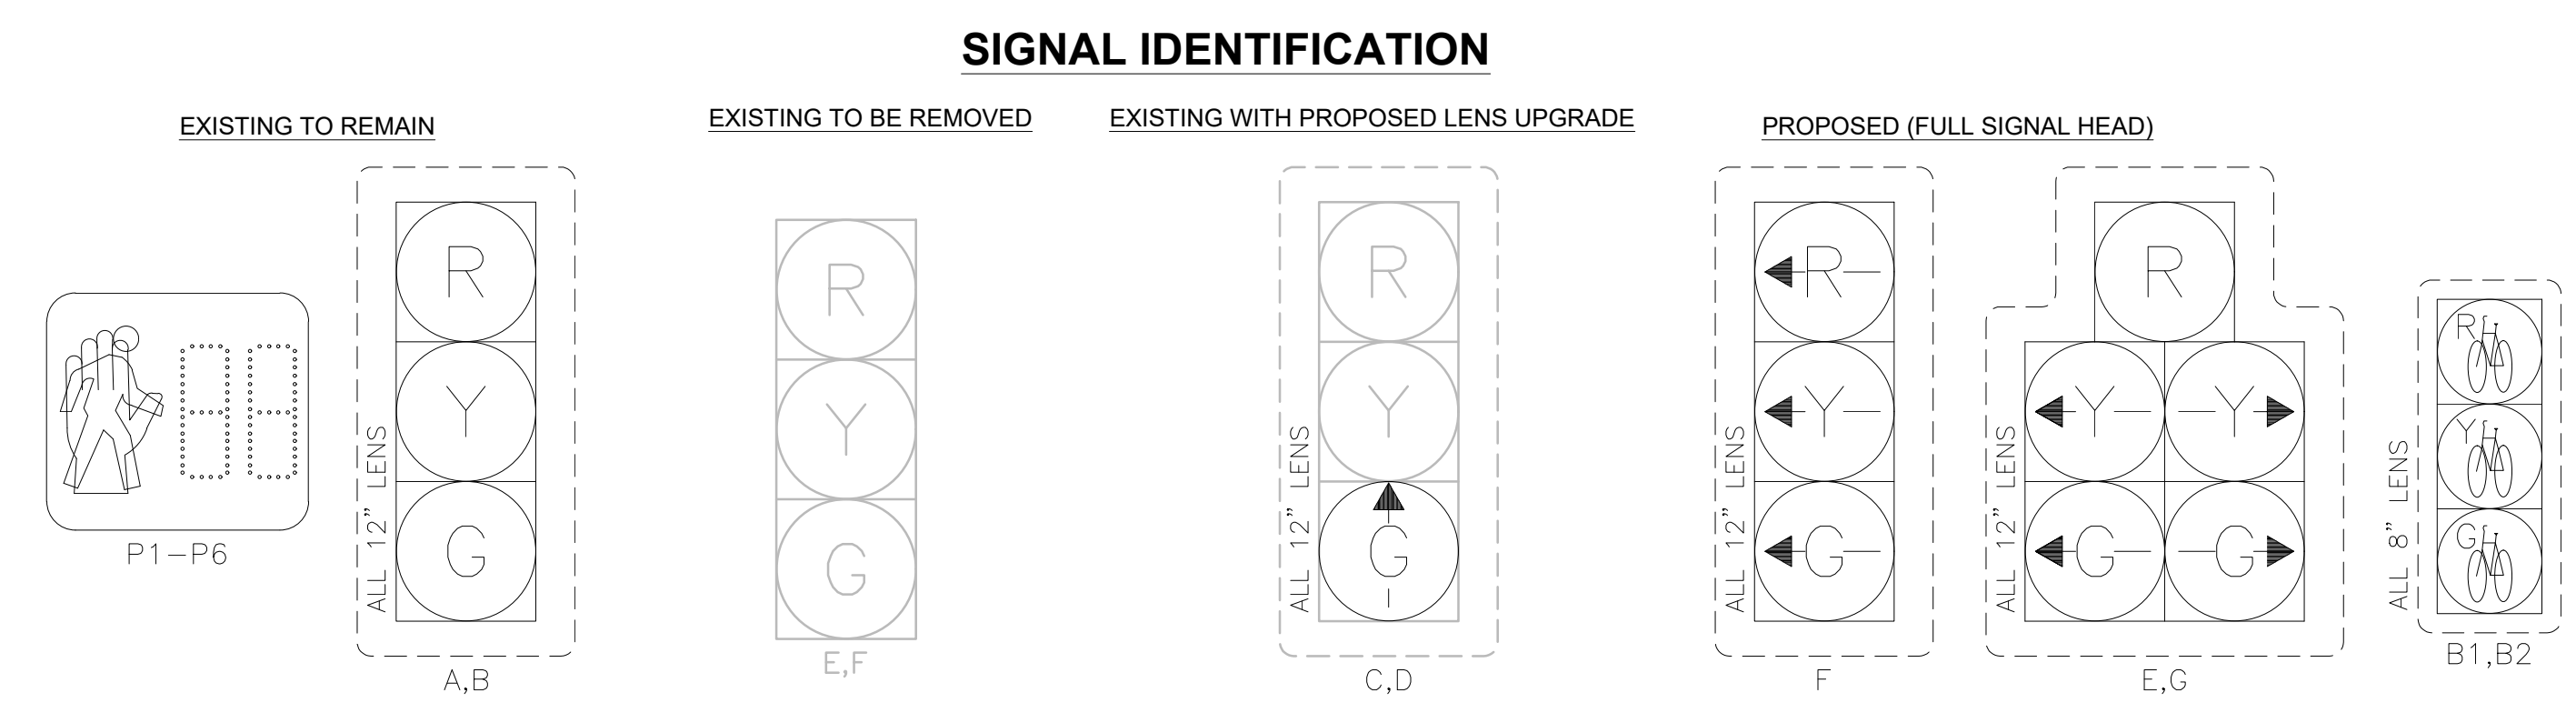 SIGNAL IDENTIFICATION
EXISTING TO REMAIN
EXISTING TO BE REMOVED
EXISTING WITH PROPOSED LENS UPGRADE
PROPOSED (FULL SIGNAL HEAD)
88
P1-P6
R
Y
G
ALL 12” LENS
A,B
R
Y
G
E,F
R
Y
G
ALL 12” LENS
C,D
R
Y
G
ALL 12” LENS
F
R
Y Y
G G
ALL 12” LENS
E,G
R
Y
G
ALL 8” LENS
B1,B2